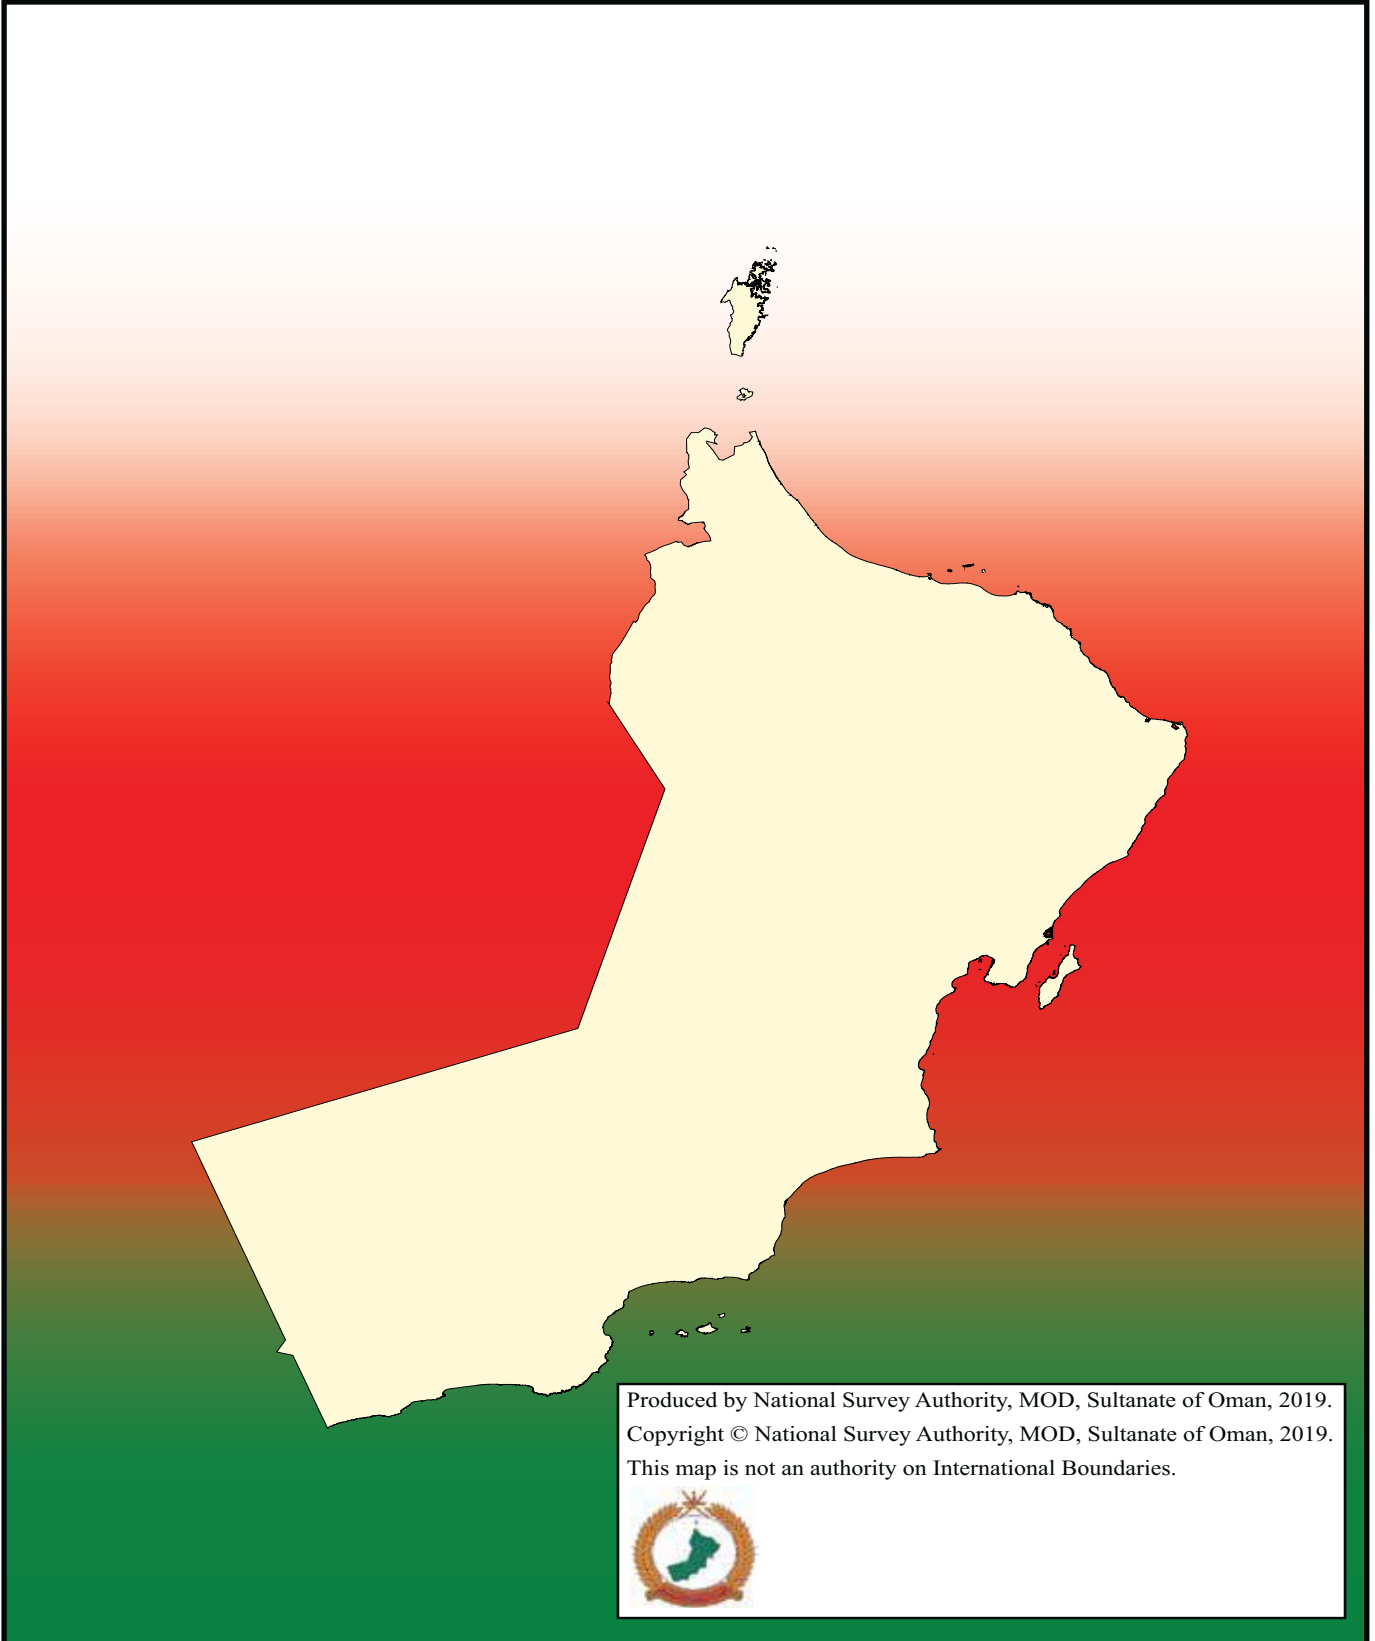 Produced by National Survey Authority, MOD, Sultanate of Oman, 2019.
Copyright © National Survey Authority, MOD, Sultanate of Oman, 2019.
This map is not an authority on International Boundaries.